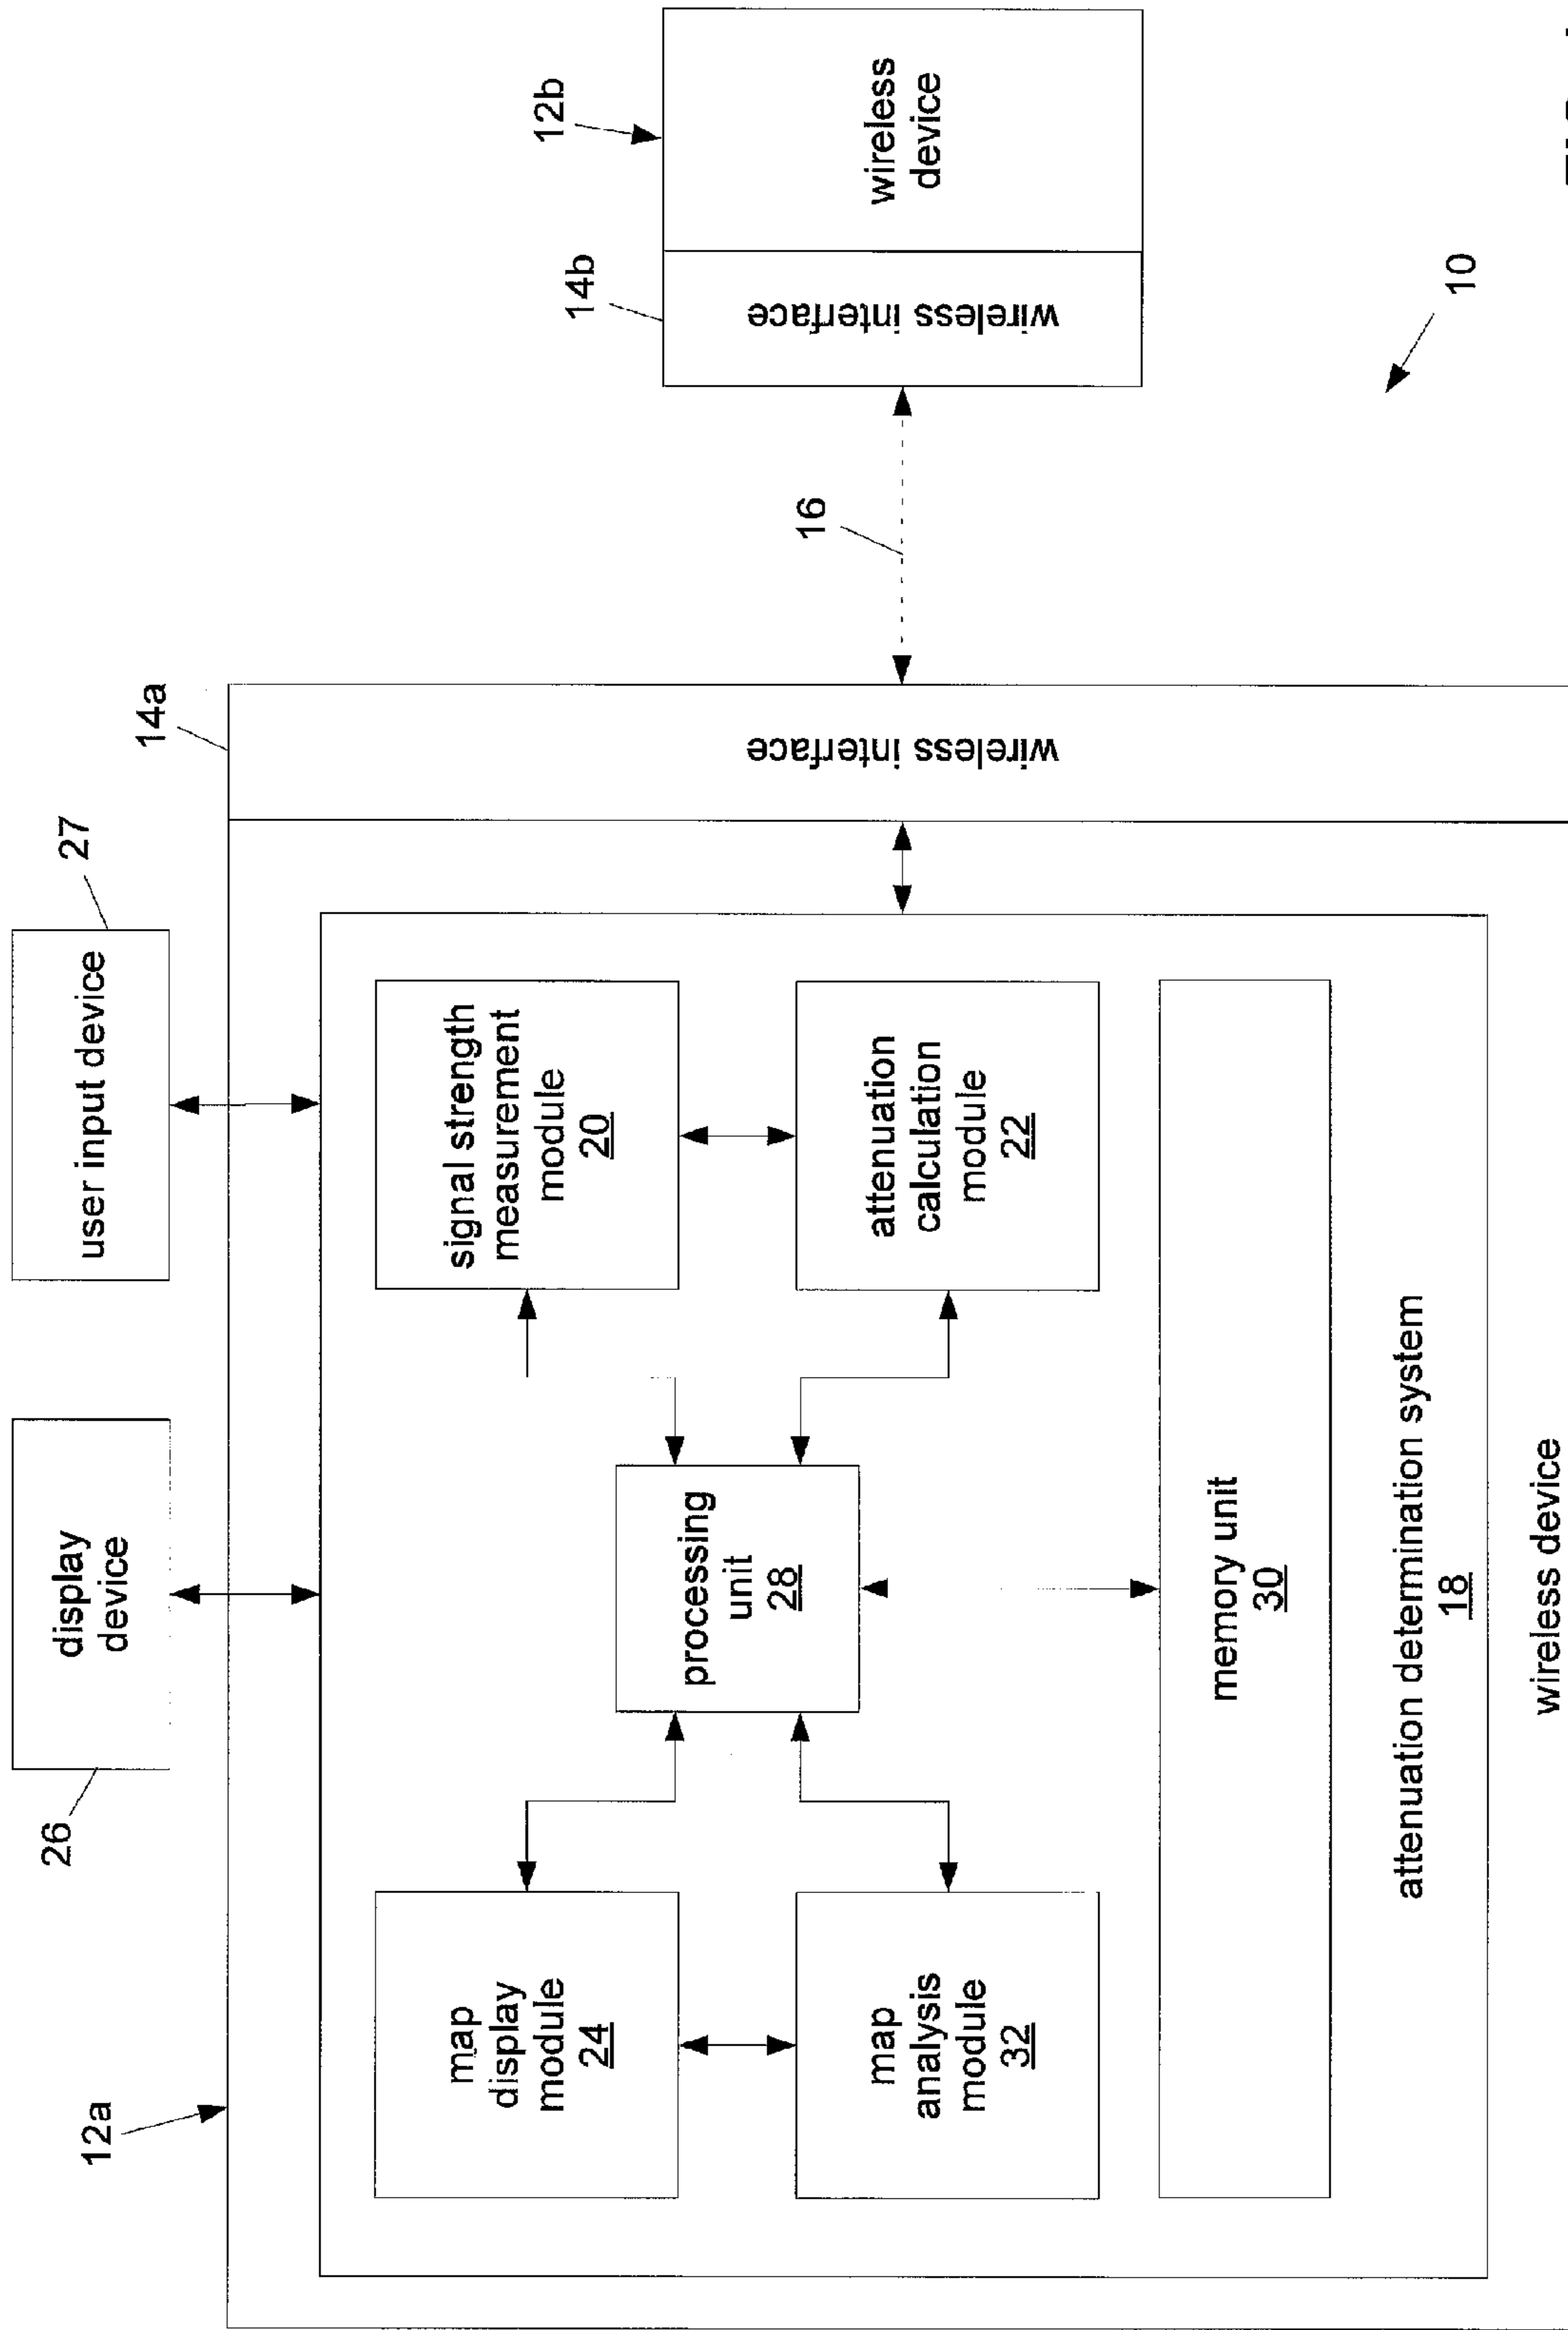 26
display
device
user input device
27
12a
14a
map
display
module
24
signal strength
measurement
module
20
processing
unit
28
map
analysis
module
32
attenuation
calculation
module
22
memory unit
30
attenuation determination system
18
wireless device
wireless interface
16
14b
12b
wireless interface
wireless
device
10